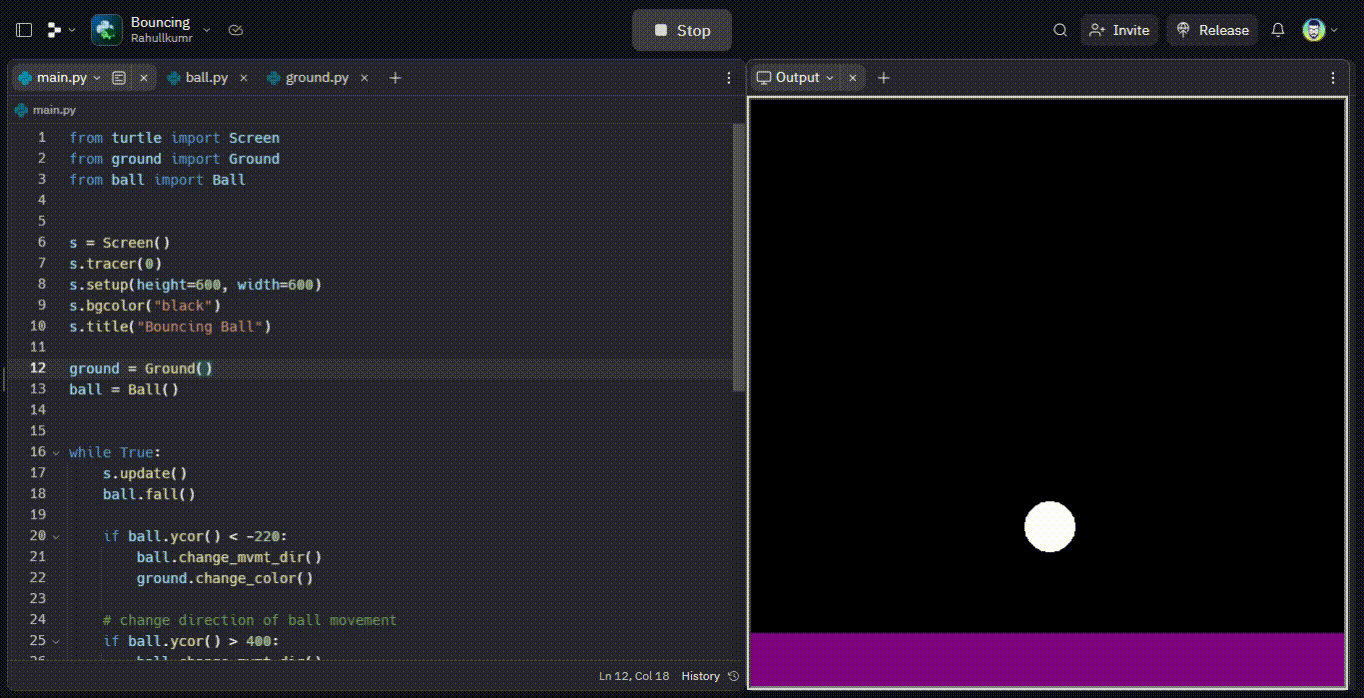 Bouncing
Rahullkumr
Stop
Invite
Release
main.py
ball.py
ground.py
Output
main.py
1 from turtle import Screen
2 from ground import Ground
3 from ball import Ball
4
5
6 s = Screen()
7 s.tracer(0)
8 s.setup(height=600, width=600)
9 s.bgcolor("black")
10 s.title("Bouncing Ball")
11
12 ground = Ground()
13 ball = Ball()
14
15
16 while True:
17     s.update()
18     ball.fall()
19
20     if ball.ycor() < -220:
21         ball.change_mvmt_dir()
22         ground.change_color()
23
24     # change direction of ball movement
25     if ball.ycor() > 400:
26         ball.change_mvmt_dir()
Ln 12, Col 18 History